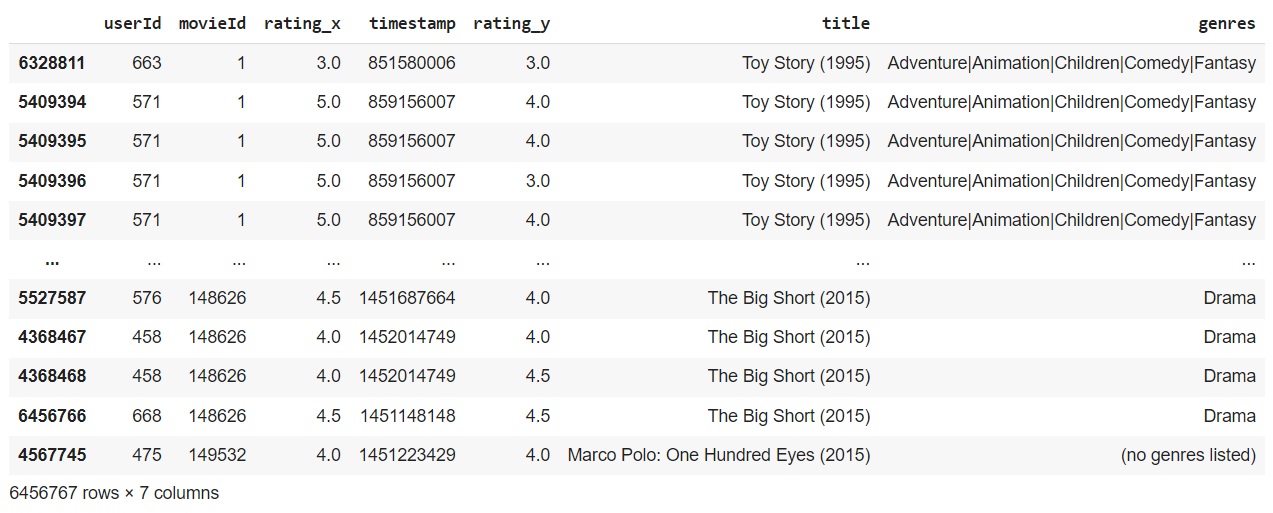 userId movieId rating_x timestamp rating_y title genres
6328811 663 1 3.0 851580006 3.0 Toy Story (1995) Adventure|Animation|Children|Comedy|Fantasy
5409394 571 1 5.0 859156007 4.0 Toy Story (1995) Adventure|Animation|Children|Comedy|Fantasy
5409395 571 1 5.0 859156007 4.0 Toy Story (1995) Adventure|Animation|Children|Comedy|Fantasy
5409396 571 1 5.0 859156007 3.0 Toy Story (1995) Adventure|Animation|Children|Comedy|Fantasy
5409397 571 1 5.0 859156007 4.0 Toy Story (1995) Adventure|Animation|Children|Comedy|Fantasy
... ... ... ... ... ... ... ...
5527587 576 148626 4.5 1451687664 4.0 The Big Short (2015) Drama
4368467 458 148626 4.0 1452014749 4.0 The Big Short (2015) Drama
4368468 458 148626 4.0 1452014749 4.5 The Big Short (2015) Drama
6456766 668 148626 4.5 1451148148 4.5 The Big Short (2015) Drama
4567745 475 149532 4.0 1451223429 4.0 Marco Polo: One Hundred Eyes (2015) (no genres listed)
6456767 rows × 7 columns